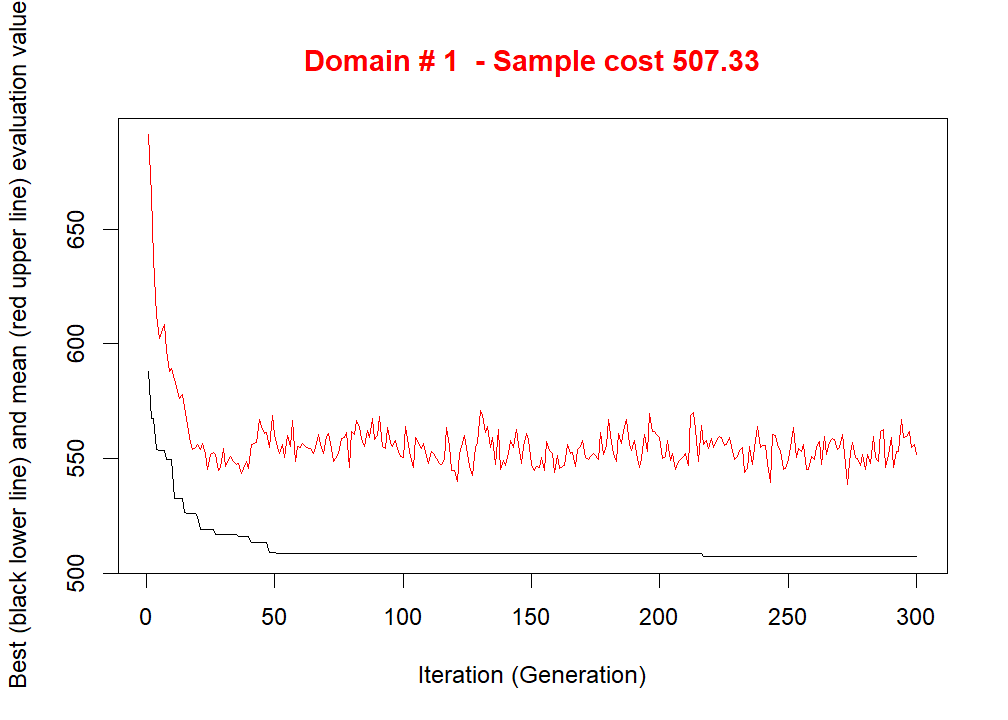 Domain # 1  - Sample cost 507.33
Best (black lower line) and mean (red upper line) evaluation value
650
600
550
500
0 50 100 150 200 250 300
Iteration (Generation)